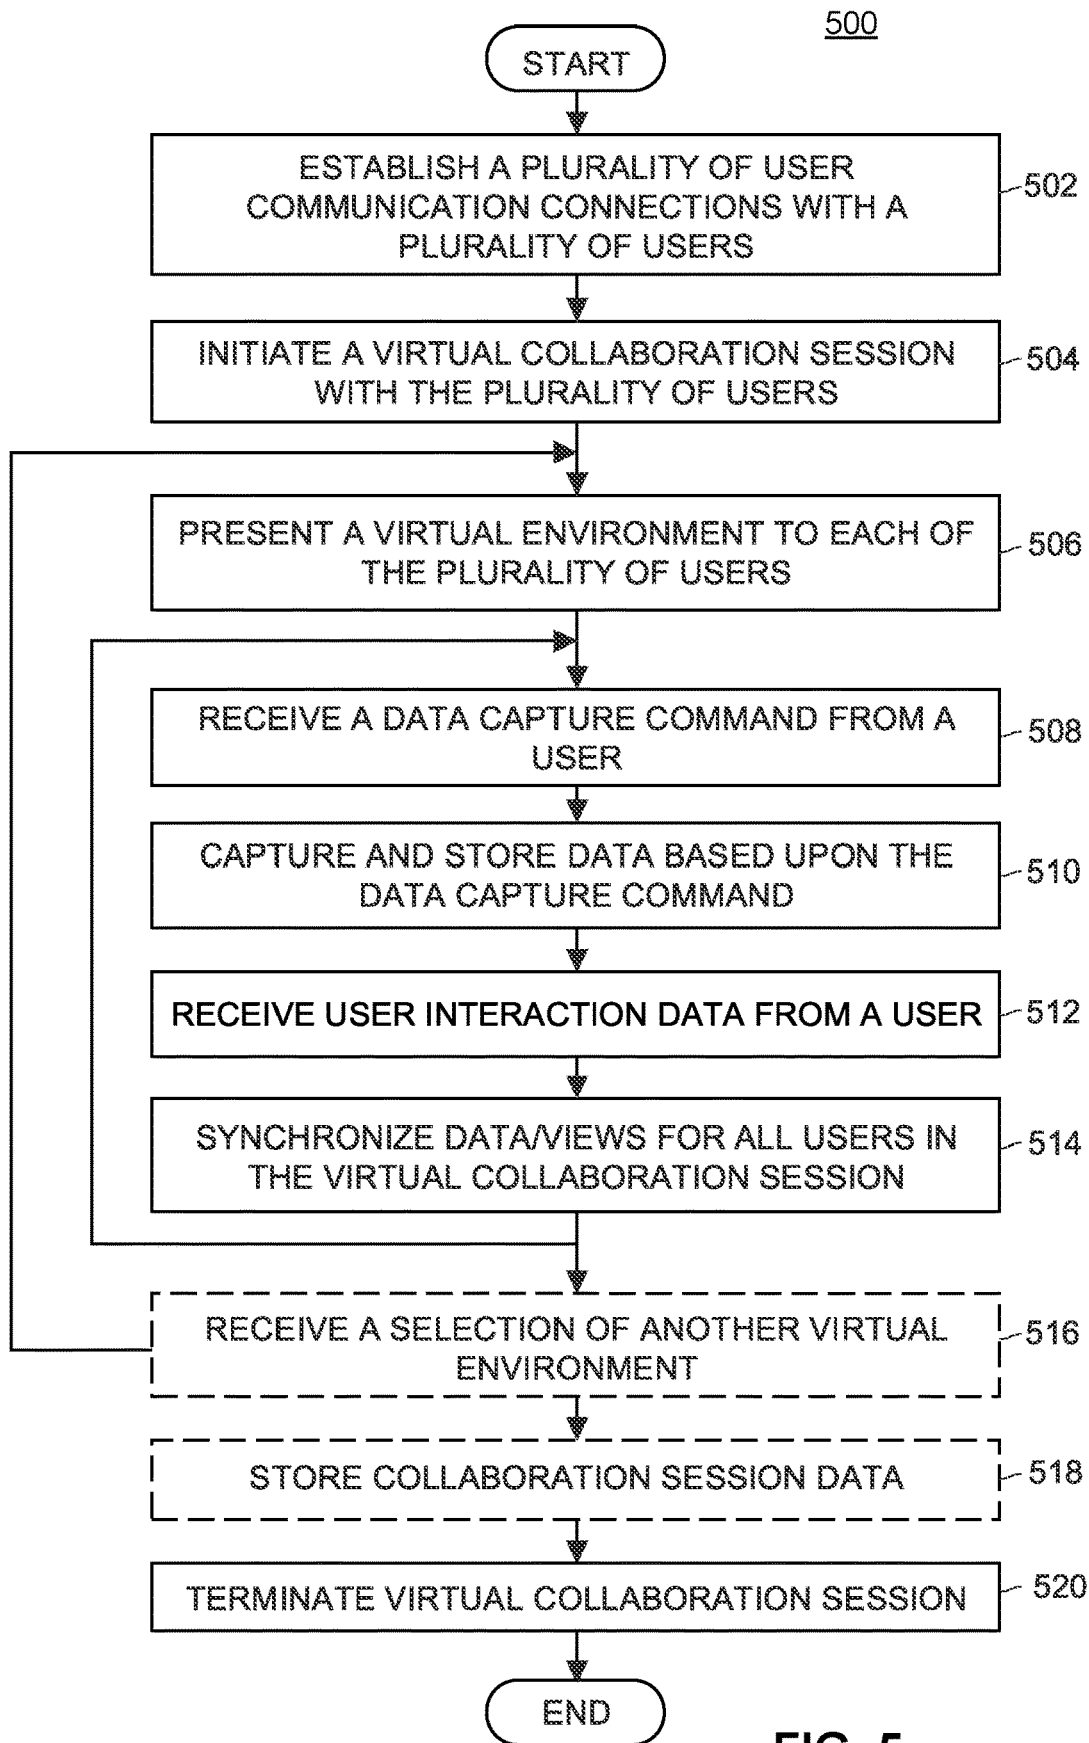 500
START
ESTABLISH A PLURALITY OF USER
COMMUNICATION CONNECTIONS WITH A
PLURALITY OF USERS
502
INITIATE A VIRTUAL COLLABORATION SESSION
WITH THE PLURALITY OF USERS
504
PRESENT A VIRTUAL ENVIRONMENT TO EACH OF
THE PLURALITY OF USERS
506
RECEIVE A DATA CAPTURE COMMAND FROM A
USER
508
CAPTURE AND STORE DATA BASED UPON THE
DATA CAPTURE COMMAND
510
RECEIVE USER INTERACTION DATA FROM A USER
512
SYNCHRONIZE DATA/VIEWS FOR ALL USERS IN
THE VIRTUAL COLLABORATION SESSION
514
RECEIVE A SELECTION OF ANOTHER VIRTUAL
ENVIRONMENT
516
STORE COLLABORATION SESSION DATA
518
TERMINATE VIRTUAL COLLABORATION SESSION
520
END
FIG. 5